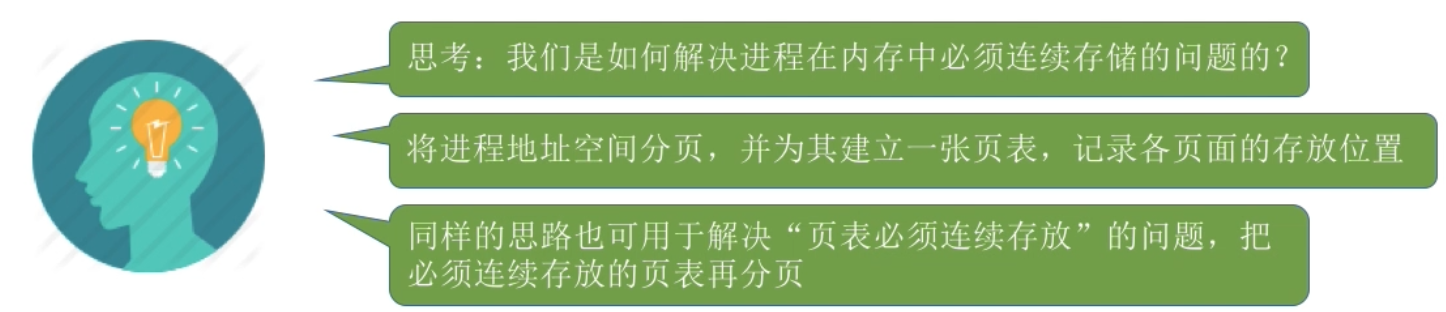 思考：我们是如何解决进程在内存中必须连续存储的问题的？
将进程地址空间分页，并为其建立一张页表，记录各页面的存放位置
同样的思路也可用于解决“页表必须连续存放”的问题，把
必须连续存放的页表再分页